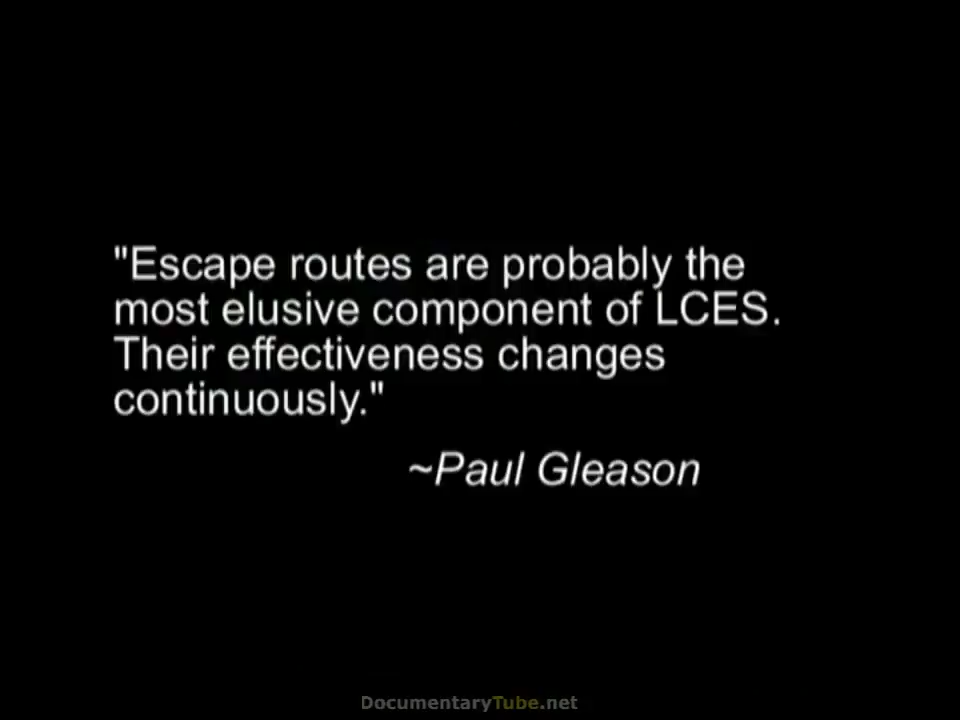 "Escape routes are probably the
most elusive component of LCES.
Their effectiveness changes
continuously."
~Paul Gleason
DocumentaryTube.net